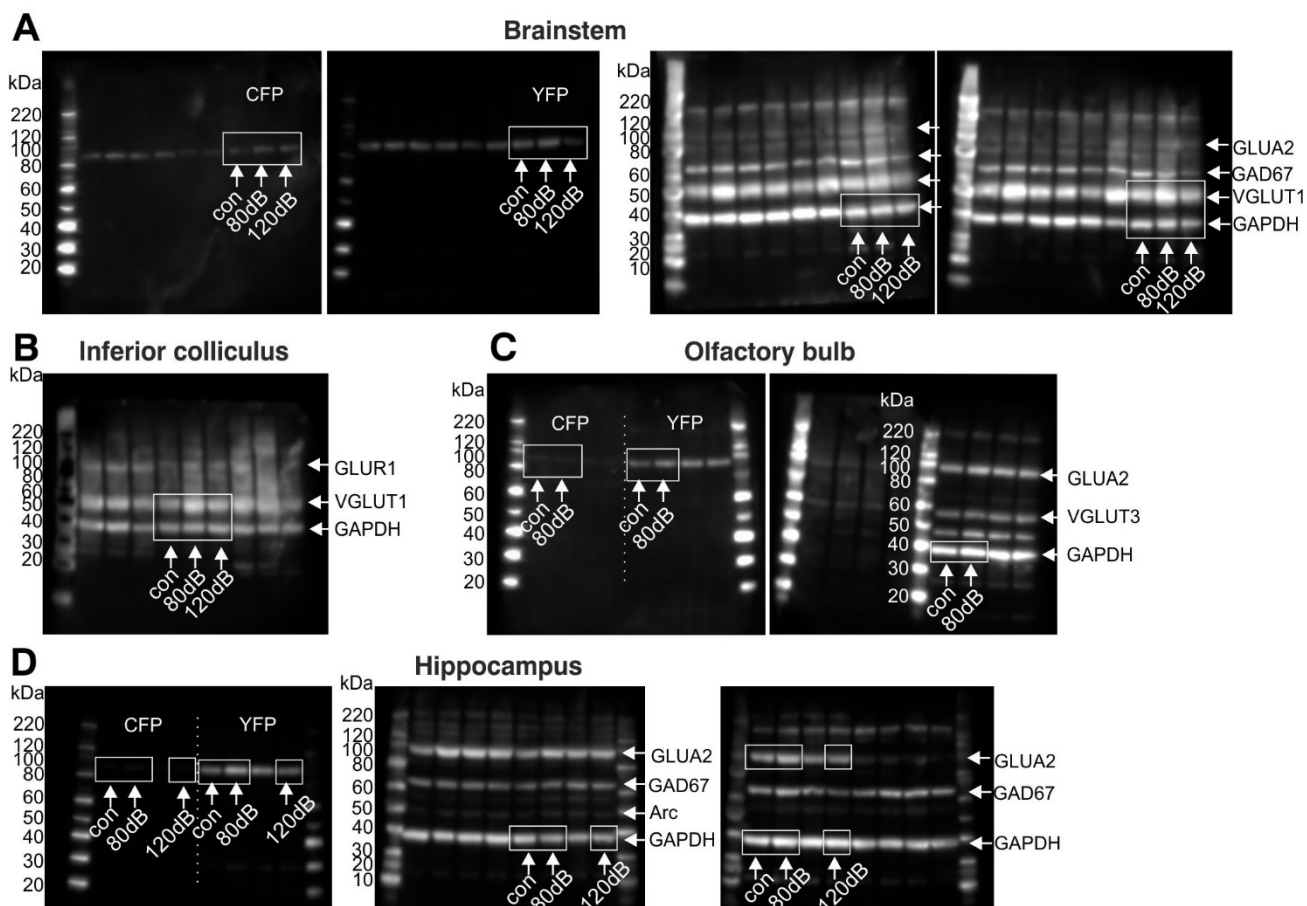 A
Brainstem
kDa
220
120
100
80
60
50
40
30
20
CFP
con
80dB
120dB
YFP
con
80dB
120dB
kDa
220
120
100
80
60
50
40
30
20
10
con
80dB
120dB
con
80dB
120dB
GLUA2
GAD67
VGLUT1
GAPDH
B
Inferior colliculus
kDa
220
120
100
80
60
50
40
30
20
con
80dB
120dB
GLUR1
VGLUT1
GAPDH
C
Olfactory bulb
kDa
220
120
100
80
60
50
40
30
20
CFP
YFP
con
80dB
con
80dB
kDa
220
120
100
80
60
50
40
30
20
con
80dB
GLUA2
VGLUT3
GAPDH
D
Hippocampus
kDa
220
120
100
80
60
50
40
30
20
CFP
YFP
con
80dB
120dB
con
80dB
120dB
kDa
220
120
100
80
60
50
40
30
20
10
con
80dB
120dB
GLUA2
GAD67
Arc
GAPDH
con
80dB
120dB
GLUA2
GAD67
GAPDH